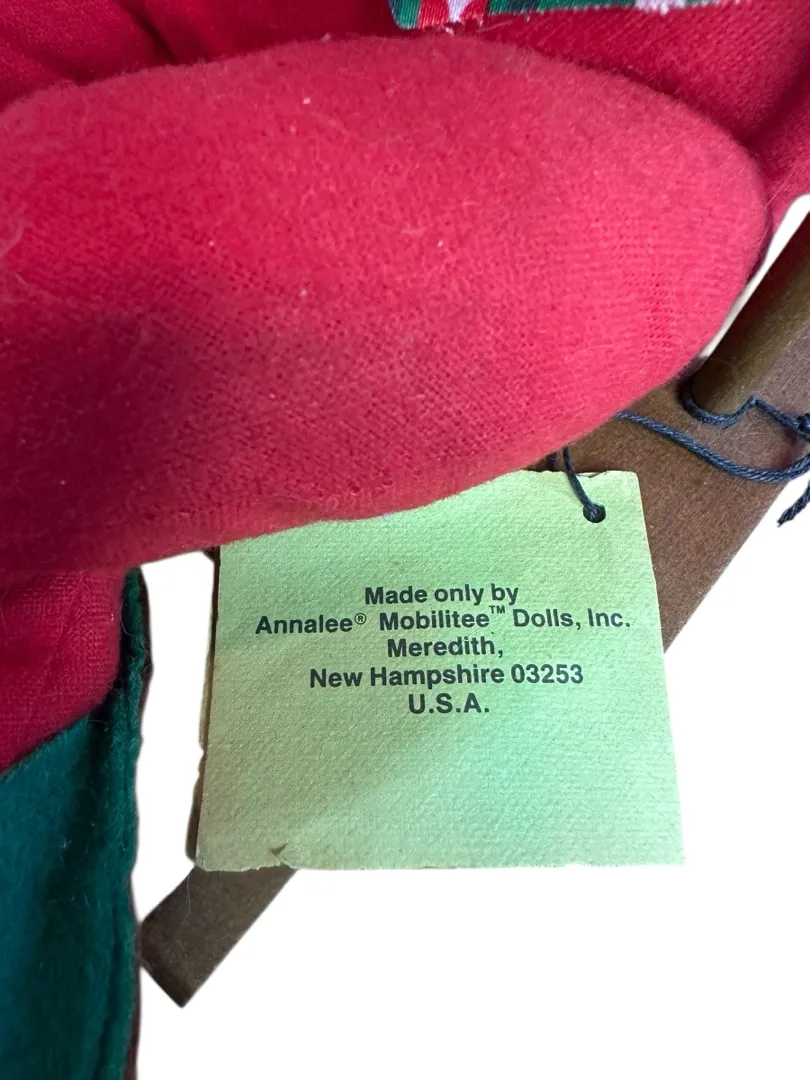 Made only by
Annalee® Mobilitee™ Dolls, Inc.
Meredith,
New Hampshire 03253
U.S.A.